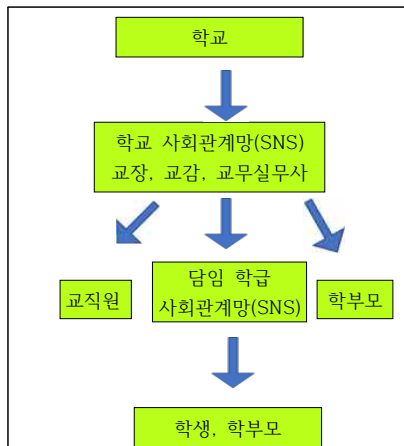 학교
학교 사회관계망(SNS)
교장, 교감, 교무실무사
교직원
담임 학급
사회관계망(SNS)
학부모
학생, 학부모